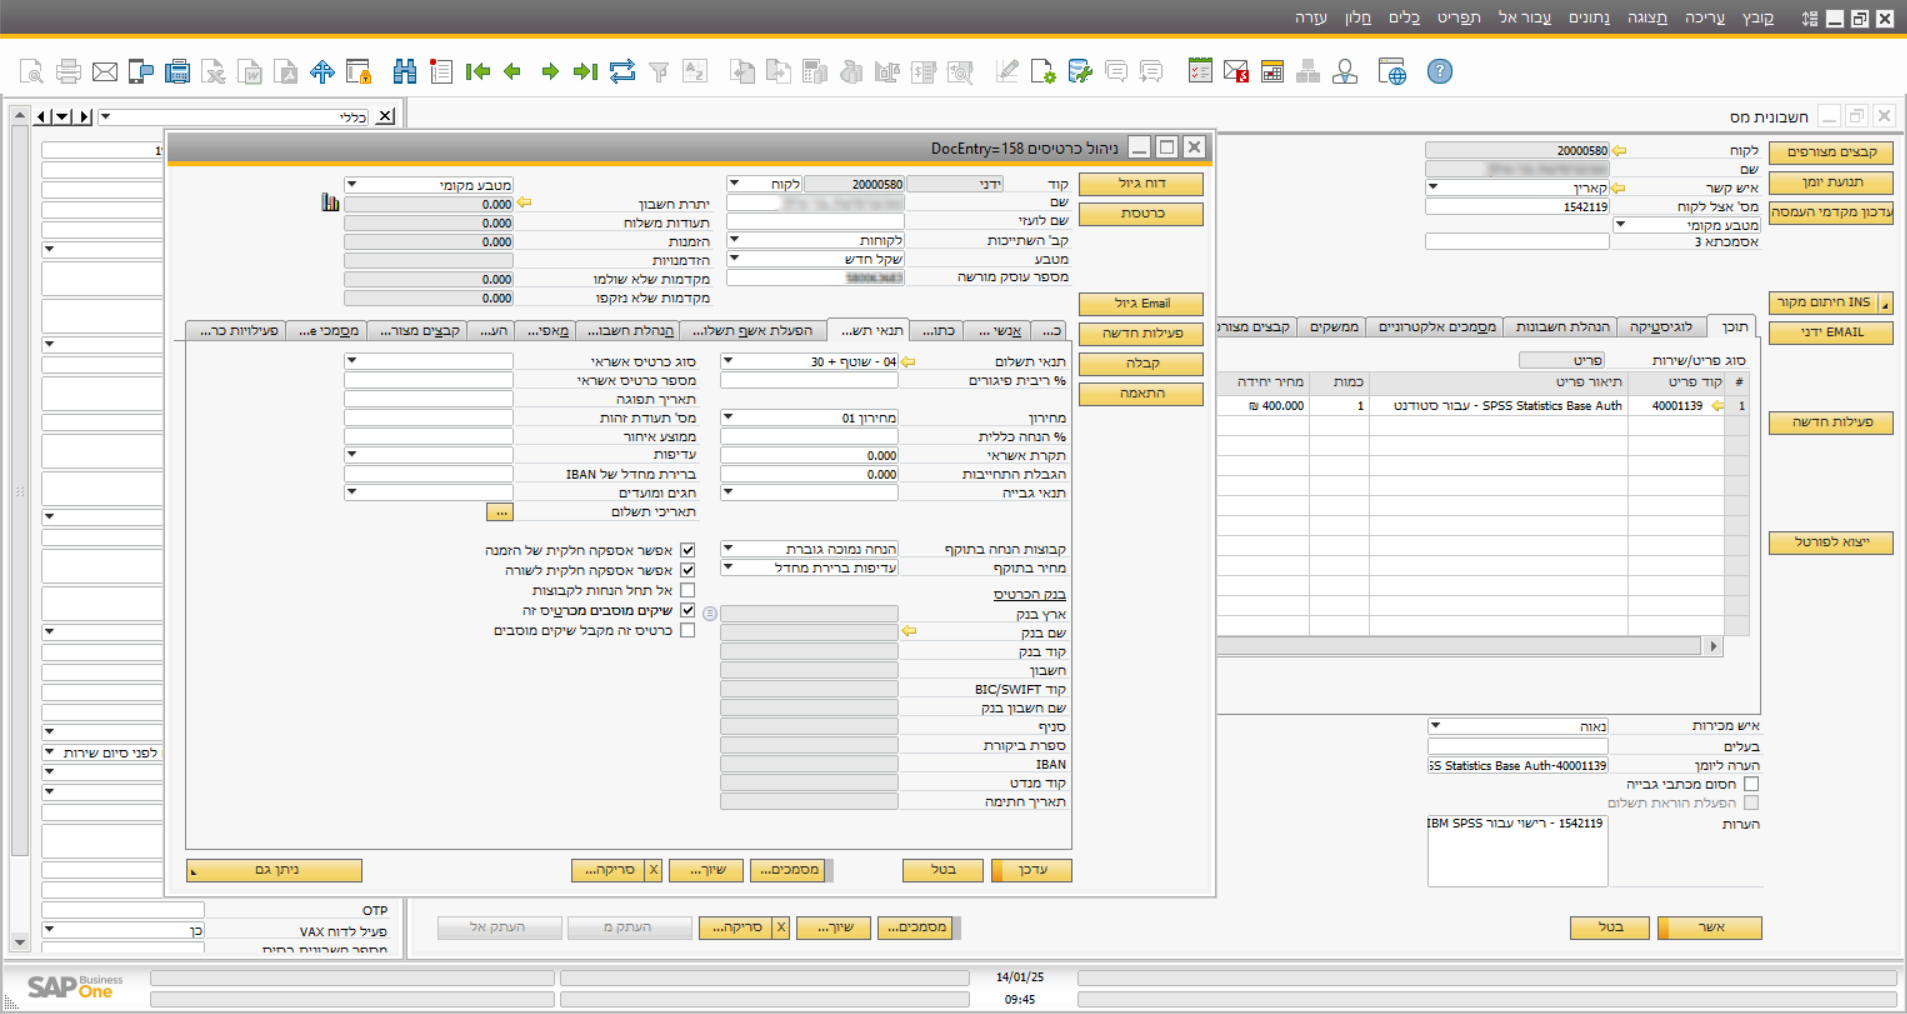 קובץ עריכה תצוגה נתונים עבור אל תפריט כלים חלון עזרה
כללי
חשבונית מס
לקוח 20000580
שם
איש קשר קארין
מס' אצל לקוח 1542119
מטבע מקומי
אסמכתא 3
קבצים מצורפים
תנועת יומן
עדכון מקדמי העמסה
INS חיתום מקור
EMAIL ידני
פעילות חדשה
ייצוא לפורטל
תוכן לוגיסטיקה הנהלת חשבונות מסמכים אלקטרוניים ממשקים קבצים מצור
סוג פריט/שירות פריט
# קוד פריט תיאור פריט כמות מחיר יחידה
1 40001139 SPSS Statistics Base Auth - עבור סטודנט 1 400.000 ₪
איש מכירות נאוה
בעלים
הערה ליומן SS Statistics Base Auth-40001139
חסום מכתבי גבייה
הפעלת הוראת תשלום
הערות 1542119 - רישוי עבור IBM SPSS
אשר בטל
מסמכים... שיוך... X סריקה... העתק מ העתק אל
ניהול כרטיסים DocEntry=158
דוח גיול
כרטסת
Email גיול
פעילות חדשה
קבלה
התאמה
קוד ידני 20000580 לקוח
שם
שם לועזי
קב' השתייכות לקוחות
מטבע שקל חדש
מספר עוסק מורשה
מטבע מקומי
יתרת חשבון 0.000
תעודות משלוח 0.000
הזמנות 0.000
הזדמנויות
מקדמות שלא שולמו 0.000
מקדמות שלא נזקפו 0.000
כ... אנשי ... כתו... תנאי תש... הפעלת אשף תשלו... הנהלת חשבו... מאפי... הע... קבצים מצור... מסמכי e... פעילויות כר...
תנאי תשלום 04 - שוטף + 30
% ריבית פיגורים
מחירון מחירון 01
% הנחה כללית
תקרת אשראי 0.000
הגבלת התחייבות 0.000
תנאי גבייה
קבוצות הנחה בתוקף הנחה נמוכה גוברת
מחיר בתוקף עדיפות ברירת מחדל
בנק הכרטיס
ארץ בנק
שם בנק
קוד בנק
חשבון
קוד BIC/SWIFT
שם חשבון בנק
סניף
ספרת ביקורת
IBAN
קוד מנדט
תאריך חתימה
סוג כרטיס אשראי
מספר כרטיס אשראי
תאריך תפוגה
מס' תעודת זהות
ממוצע איחור
עדיפות
ברירת מחדל של IBAN
חגים ומועדים
תאריכי תשלום ...
אפשר אספקה חלקית של הזמנה
אפשר אספקה חלקית לשורה
אל תחל הנחות לקבוצות
שיקים מוסבים מכרטיס זה
כרטיס זה מקבל שיקים מוסבים
עדכן בטל מסמכים... שיוך... X סריקה... ניתן גם
לפני סיום שירות
OTP
פעיל לדוח VAX כן
SAP Business One
14/01/25
09:45